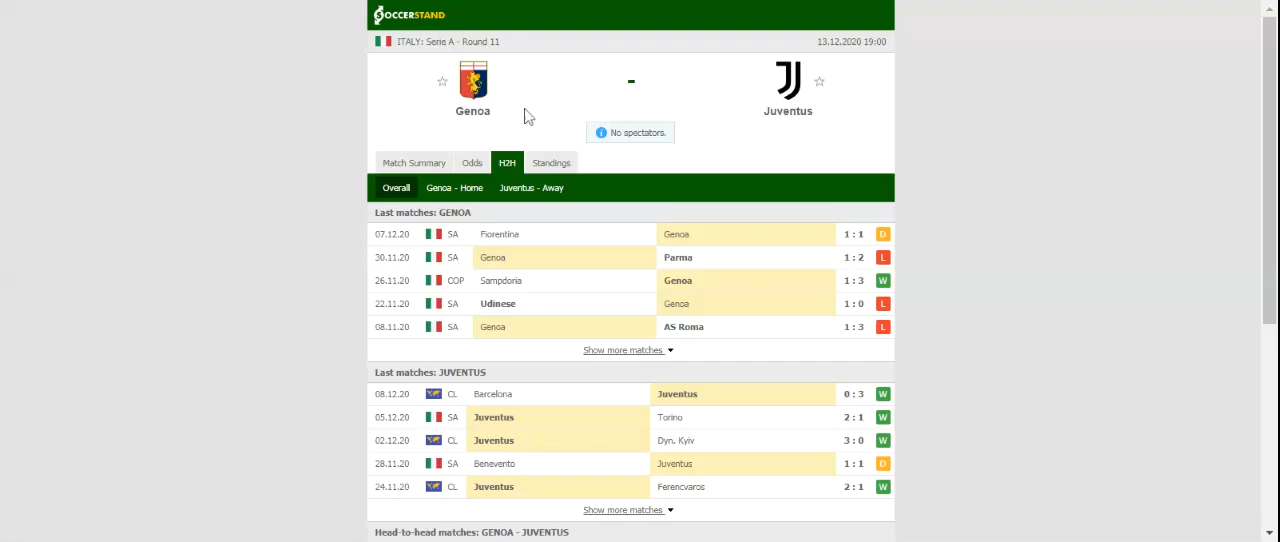 SOCCERSTAND
ITALY: Serie A - Round 11 13.12.2020 19:00
-
Genoa Juventus
No spectators.
Match Summary Odds H2H Standings
Overall Genoa - Home Juventus - Away
Last matches: GENOA
07.12.20 SA Fiorentina Genoa 1 : 1 D
30.11.20 SA Genoa Parma 1 : 2 L
26.11.20 COP Sampdoria Genoa 1 : 3 W
22.11.20 SA Udinese Genoa 1 : 0 L
08.11.20 SA Genoa AS Roma 1 : 3 L
Show more matches
Last matches: JUVENTUS
08.12.20 CL Barcelona Juventus 0 : 3 W
05.12.20 SA Juventus Torino 2 : 1 W
02.12.20 CL Juventus Dyn. Kyiv 3 : 0 W
28.11.20 SA Benevento Juventus 1 : 1 D
24.11.20 CL Juventus Ferencvaros 2 : 1 W
Show more matches
Head-to-head matches: GENOA - JUVENTUS